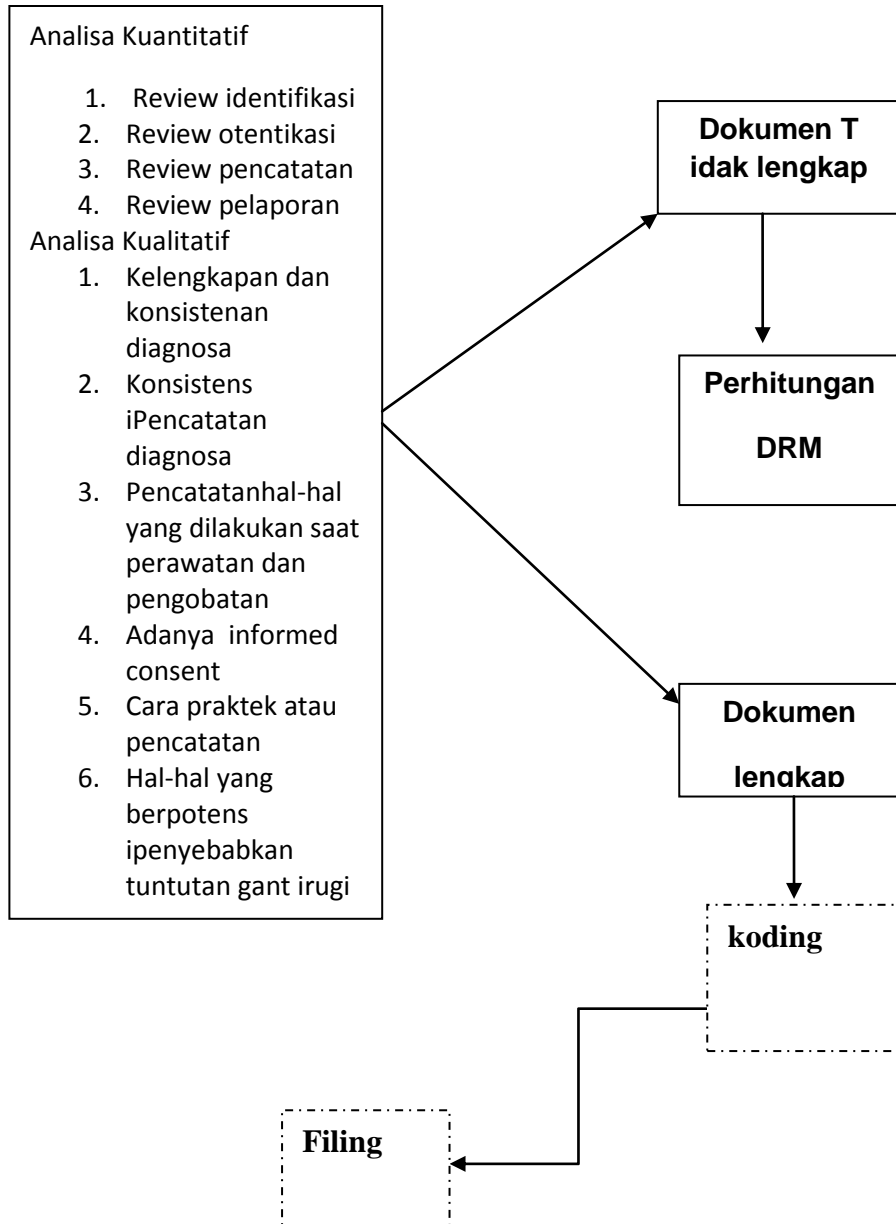 Analisa Kuantitatif
1. Review identifikasi
2. Review otentikasi
3. Review pencatatan
4. Review pelaporan
Analisa Kualitatif
1. Kelengkapan dan
konsistenan
diagnosa
2. Konsistens
iPencatatan
diagnosa
3. Pencatatanhal-hal
yang dilakukan saat
perawatan dan
pengobatan
4. Adanya informed
consent
5. Cara praktek atau
pencatatan
6. Hal-hal yang
berpotens
ipenyebabkan
tuntutan gant irugi
Dokumen T
idak lengkap
Perhitungan
DRM
Dokumen
lengkap
koding
Filing